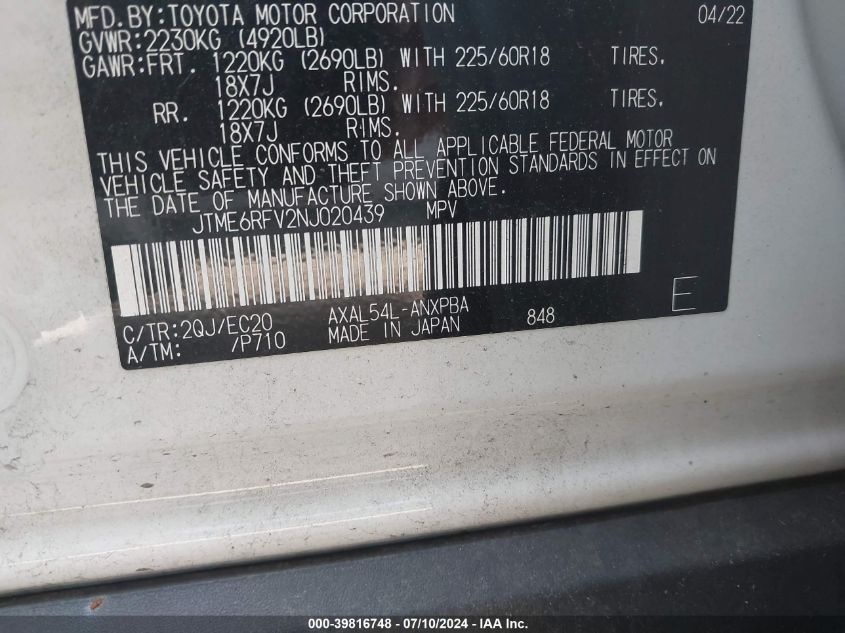 MFD. BY:TOYOTA MOTOR CORPORATION 04/22
GVWR:2230KG (4920LB)
GAWR:FRT. 1220KG (2690LB) WITH 225/60R18 TIRES.
18X7J RIMS.
RR. 1220KG (2690LB) WITH 225/60R18 TIRES.
18X7J RIMS.
THIS VEHICLE CONFORMS TO ALL APPLICABLE FEDERAL MOTOR
VEHICLE SAFETY AND THEFT PREVENTION STANDARDS IN EFFECT ON
THE DATE OF MANUFACTURE SHOWN ABOVE.
JTME6RFV2NJ020439 MPV
C/TR:2QJ/EC20 AXAL54L-ANXPBA 848 E
A/TM: /P710 MADE IN JAPAN
000-39816748 - 07/10/2024 - IAA Inc.